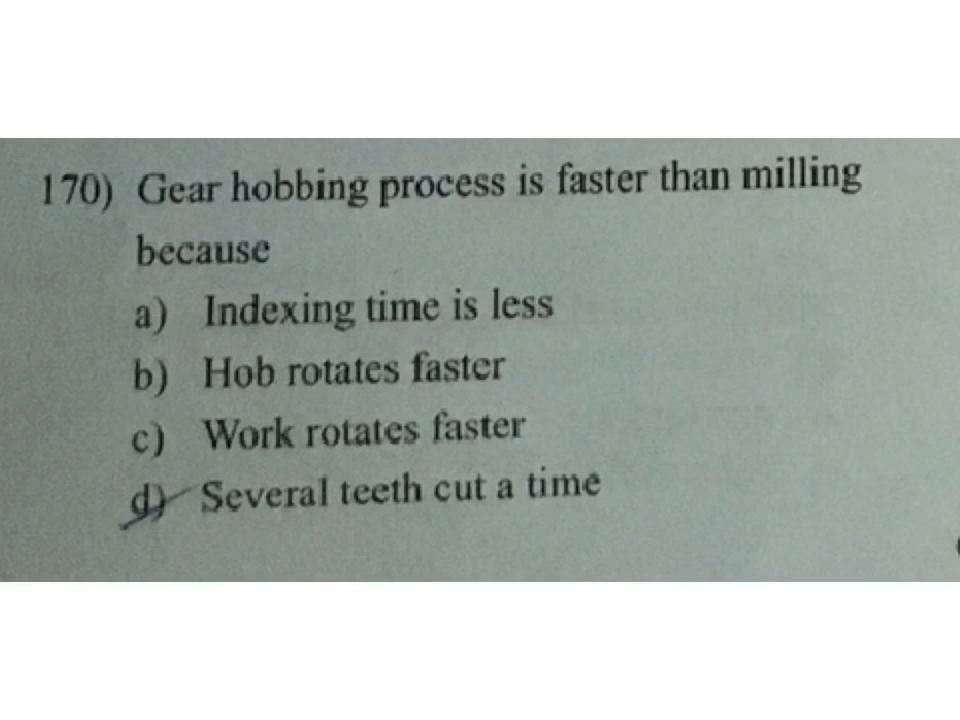 170) Gear hobbing process is faster than milling
because
a) Indexing time is less
b) Hob rotates faster
c) Work rotates faster
d) Several teeth cut a time